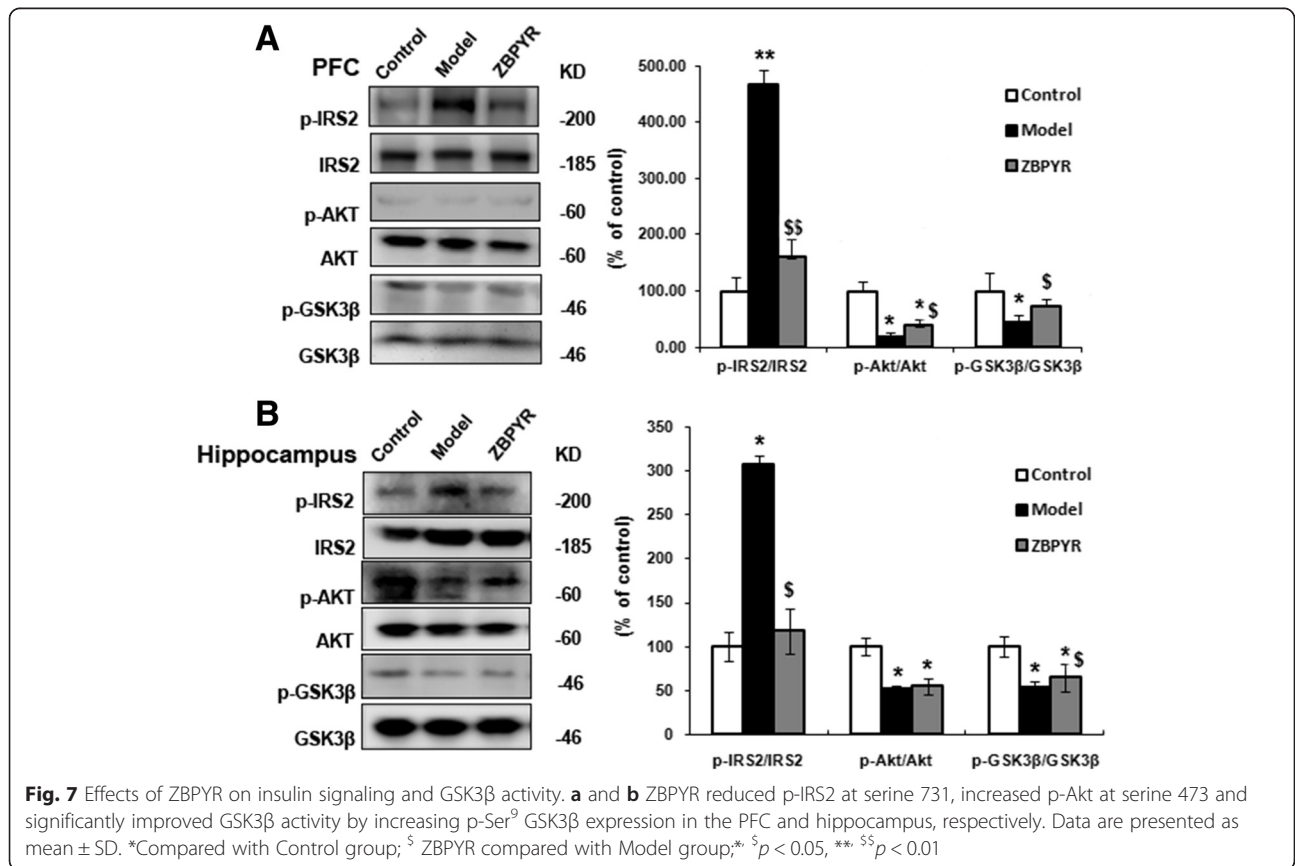 A
PFC
Control Model ZBPYR
KD
p-IRS2
-200
IRS2
-185
p-AKT
-60
AKT
-60
p-GSK3β
-46
GSK3β
-46
(% of control)
500.00
400.00
300.00
200.00
100.00
0.00
**
$$
*
* $
*
$
Control
Model
ZBPYR
p-IRS2/IRS2 p-Akt/Akt p-GSK3β/GSK3β
B
Hippocampus
Control Model ZBPYR
KD
p-IRS2
-200
IRS2
-185
p-AKT
-60
AKT
-60
p-GSK3β
-46
GSK3β
-46
(% of control)
350
300
250
200
150
100
50
0
*
$
*
*
*
* $
Control
Model
ZBPYR
p-IRS2/IRS2 p-Akt/Akt p-GSK3β/GSK3β
Fig. 7 Effects of ZBPYR on insulin signaling and GSK3β activity. a and b ZBPYR reduced p-IRS2 at serine 731, increased p-Akt at serine 473 and
significantly improved GSK3β activity by increasing p-Ser⁹ GSK3β expression in the PFC and hippocampus, respectively. Data are presented as
mean ± SD. *Compared with Control group; $ ZBPYR compared with Model group;*, $p < 0.05, **, $$p < 0.01